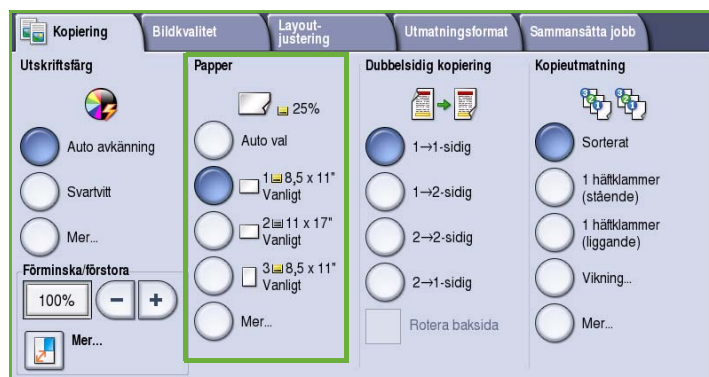 Kopiering
Bildkvalitet
Layout-
justering
Utmatningsformat
Sammansätta jobb
Utskriftsfärg
Auto avkänning
Svartvitt
Mer...
Förminska/förstora
100%
Mer...
Papper
25%
Auto val
1 8,5 x 11"
Vanligt
2 11 x 17"
Vanligt
3 8,5 x 11"
Vanligt
Mer...
Dubbelsidig kopiering
1→1-sidig
1→2-sidig
2→2-sidig
2→1-sidig
Rotera baksida
Kopieutmatning
Sorterat
1 häftklammer
(stående)
1 häftklammer
(liggande)
Vikning...
Mer...